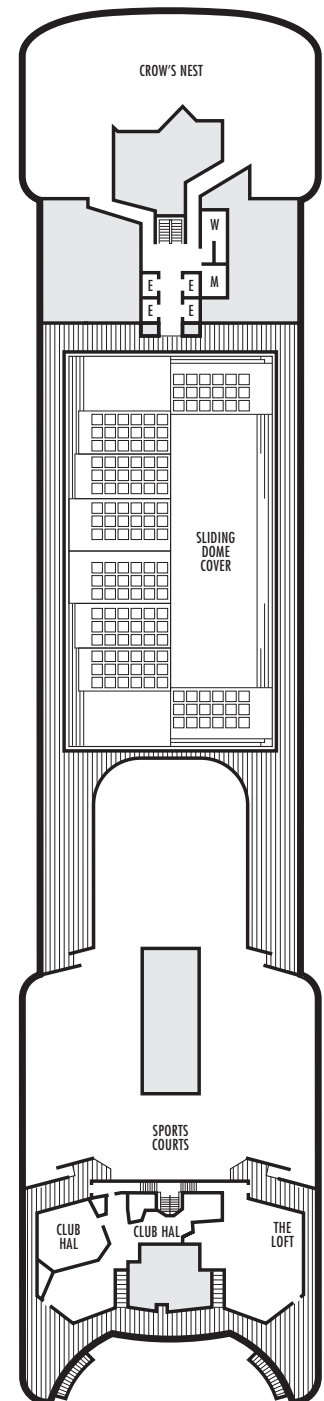 CROW'S NEST
W
M
E E
E E
SLIDING
DOME
COVER
SPORTS
COURTS
CLUB
HAL
CLUB HAL
THE
LOFT